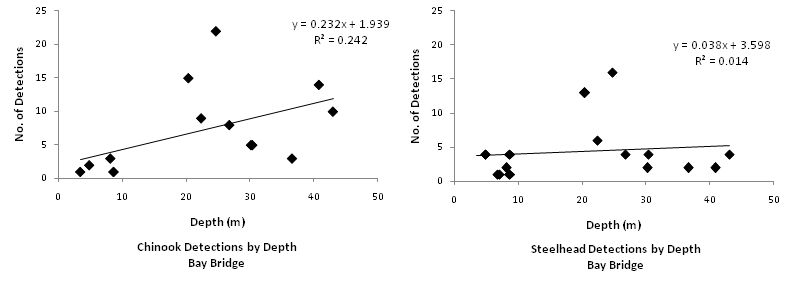 25
20
15
10
5
0
No. of Detections
y = 0.232x + 1.939
R² = 0.242
0 10 20 30 40 50
Depth (m)
Chinook Detections by Depth
Bay Bridge
25
20
15
10
5
0
No. of Detections
y = 0.038x + 3.598
R² = 0.014
0 10 20 30 40 50
Depth (m)
Steelhead Detections by Depth
Bay Bridge